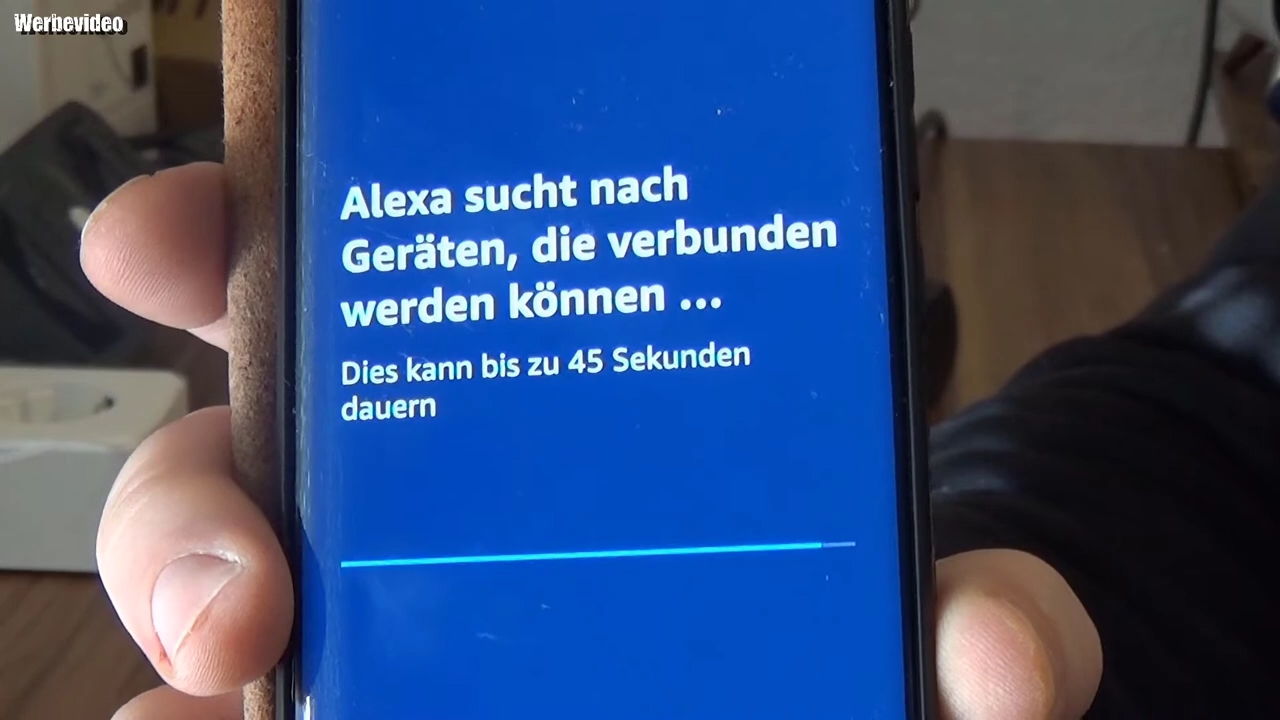 Werbevideo
Alexa sucht nach
Geräten, die verbunden
werden können ...
Dies kann bis zu 45 Sekunden
dauern